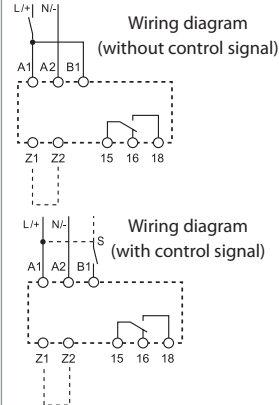 L/+ N/-
Wiring diagram
(without control signal)
A1 A2 B1
Z1 Z2 15 16 18
L/+ N/-
Wiring diagram
S
(with control signal)
A1 A2 B1
Z1 Z2 15 16 18